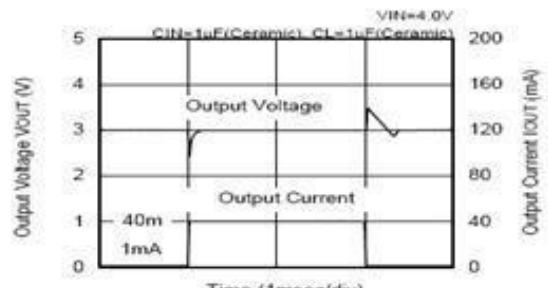 VIN=4.0V
CIN=1uF(Ceramic), CL=1uF(Ceramic)
5 200
4 160
Output Voltage
3 120
2 80
Output Current
1 40m 40
1mA
0 0
Output Voltage VOUT (V)
Output Current IOUT (mA)